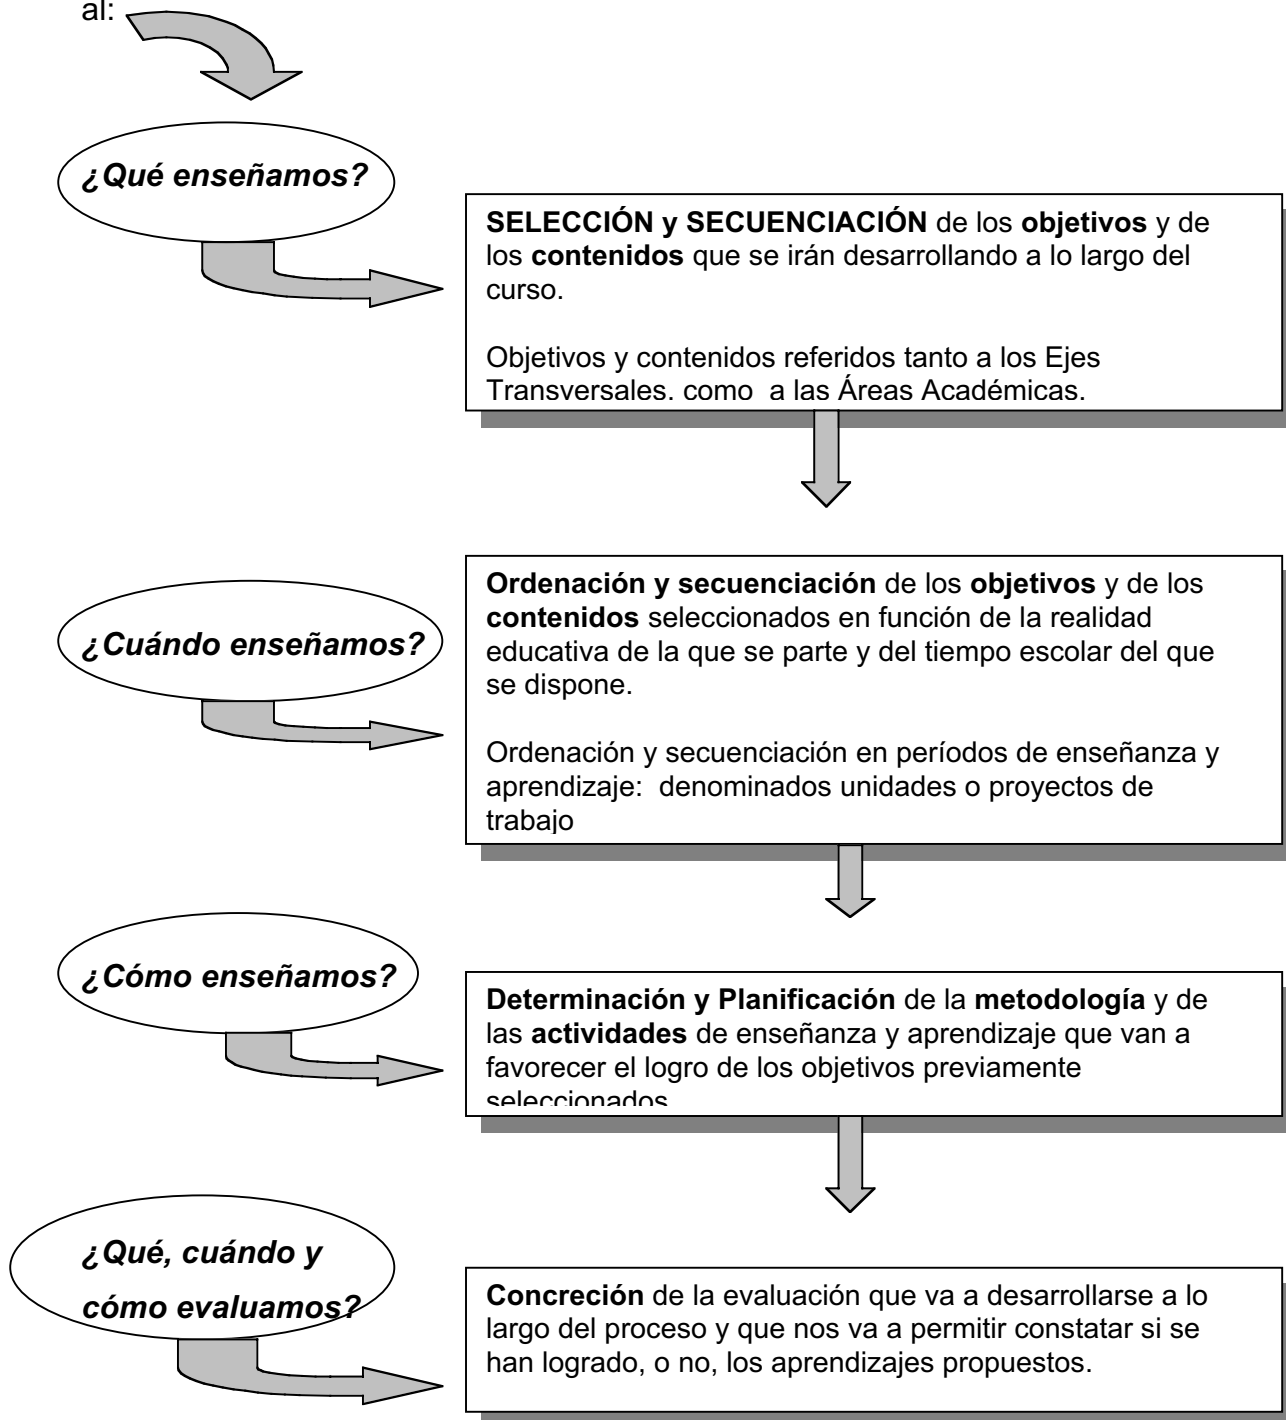 al:
¿Qué enseñamos?
SELECCIÓN y SECUENCIACIÓN de los objetivos y de
los contenidos que se irán desarrollando a lo largo del
curso.
Objetivos y contenidos referidos tanto a los Ejes
Transversales. como a las Áreas Académicas.
¿Cuándo enseñamos?
Ordenación y secuenciación de los objetivos y de los
contenidos seleccionados en función de la realidad
educativa de la que se parte y del tiempo escolar del que
se dispone.
Ordenación y secuenciación en períodos de enseñanza y
aprendizaje: denominados unidades o proyectos de
trabajo
¿Cómo enseñamos?
Determinación y Planificación de la metodología y de
las actividades de enseñanza y aprendizaje que van a
favorecer el logro de los objetivos previamente
seleccionados
¿Qué, cuándo y
cómo evaluamos?
Concreción de la evaluación que va a desarrollarse a lo
largo del proceso y que nos va a permitir constatar si se
han logrado, o no, los aprendizajes propuestos.